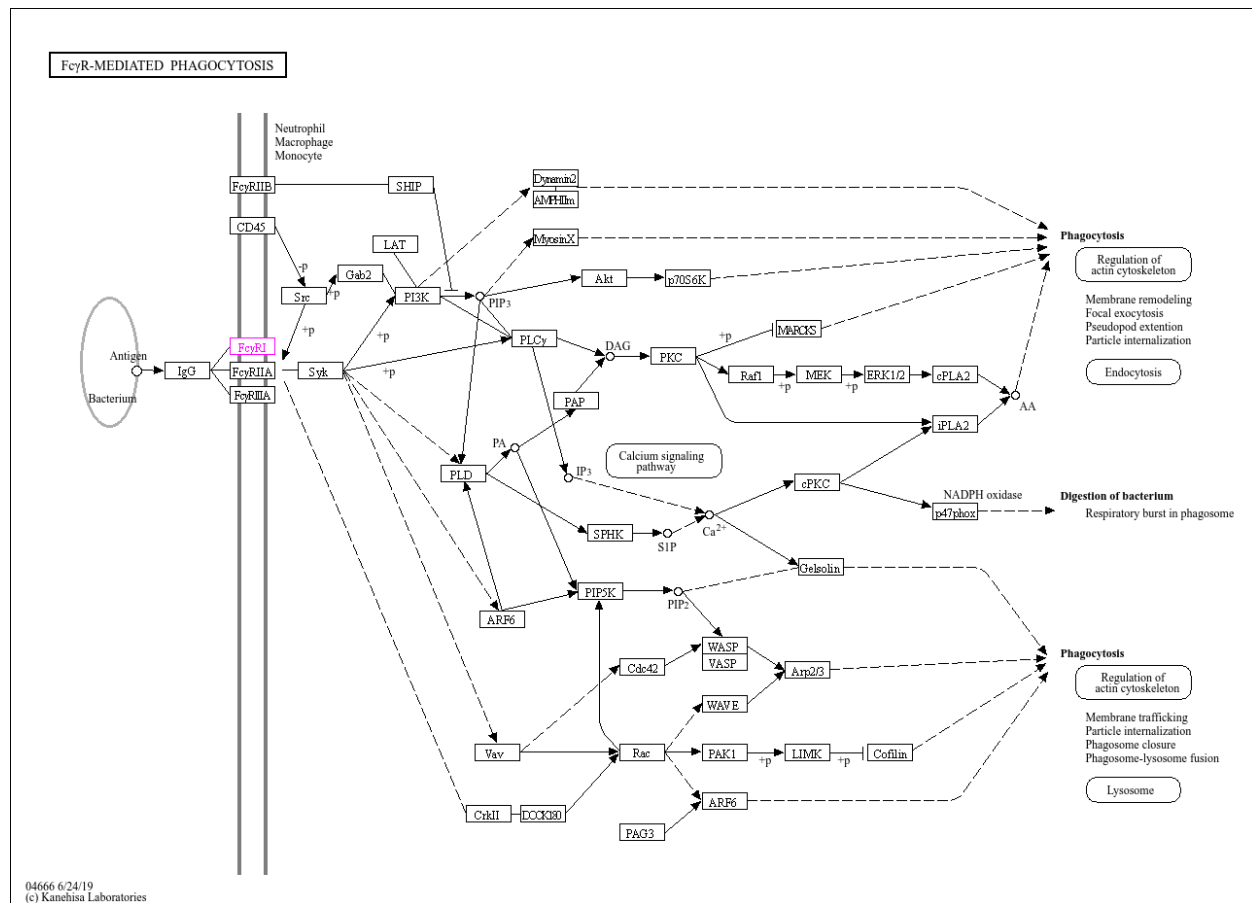 FcγR-MEDIATED PHAGOCYTOSIS
Neutrophil
Macrophage
Monocyte
FcγRIIB
SHIP
Dynamin2
AMPHIIm
CD45
LAT
MyosinX
Phagocytosis
-p
Gab2
Regulation of
actin cytoskeleton
Src
+p
PI3K
PIP3
Akt
p70S6K
Membrane remodeling
Focal exocytosis
Pseudopod extention
Particle internalization
+p
+p
+p
MARCKS
FcγRI
PLCγ
DAG
PKC
Antigen
IgG
FcγRIIA
Syk
+p
Raf1
MEK
ERK1/2
cPLA2
Endocytosis
+p
+p
Bacterium
FcγRIIIA
PAP
AA
iPLA2
PA
Calcium signaling
pathway
PLD
IP3
cPKC
NADPH oxidase
Digestion of bacterium
p47phox
Respiratory burst in phagosome
SPHK
S1P
Ca2+
Gelsolin
PIP5K
PIP2
ARF6
WASP
VASP
Phagocytosis
Cdc42
Arp2/3
Regulation of
actin cytoskeleton
WAVE
Membrane trafficking
Particle internalization
Phagosome closure
Phagosome-lysosome fusion
Vav
Rac
PAK1
+p
LIMK
+p
Cofilin
Lysosome
ARF6
CrkII
DOCK180
PAG3
04666 6/24/19
(c) Kanehisa Laboratories